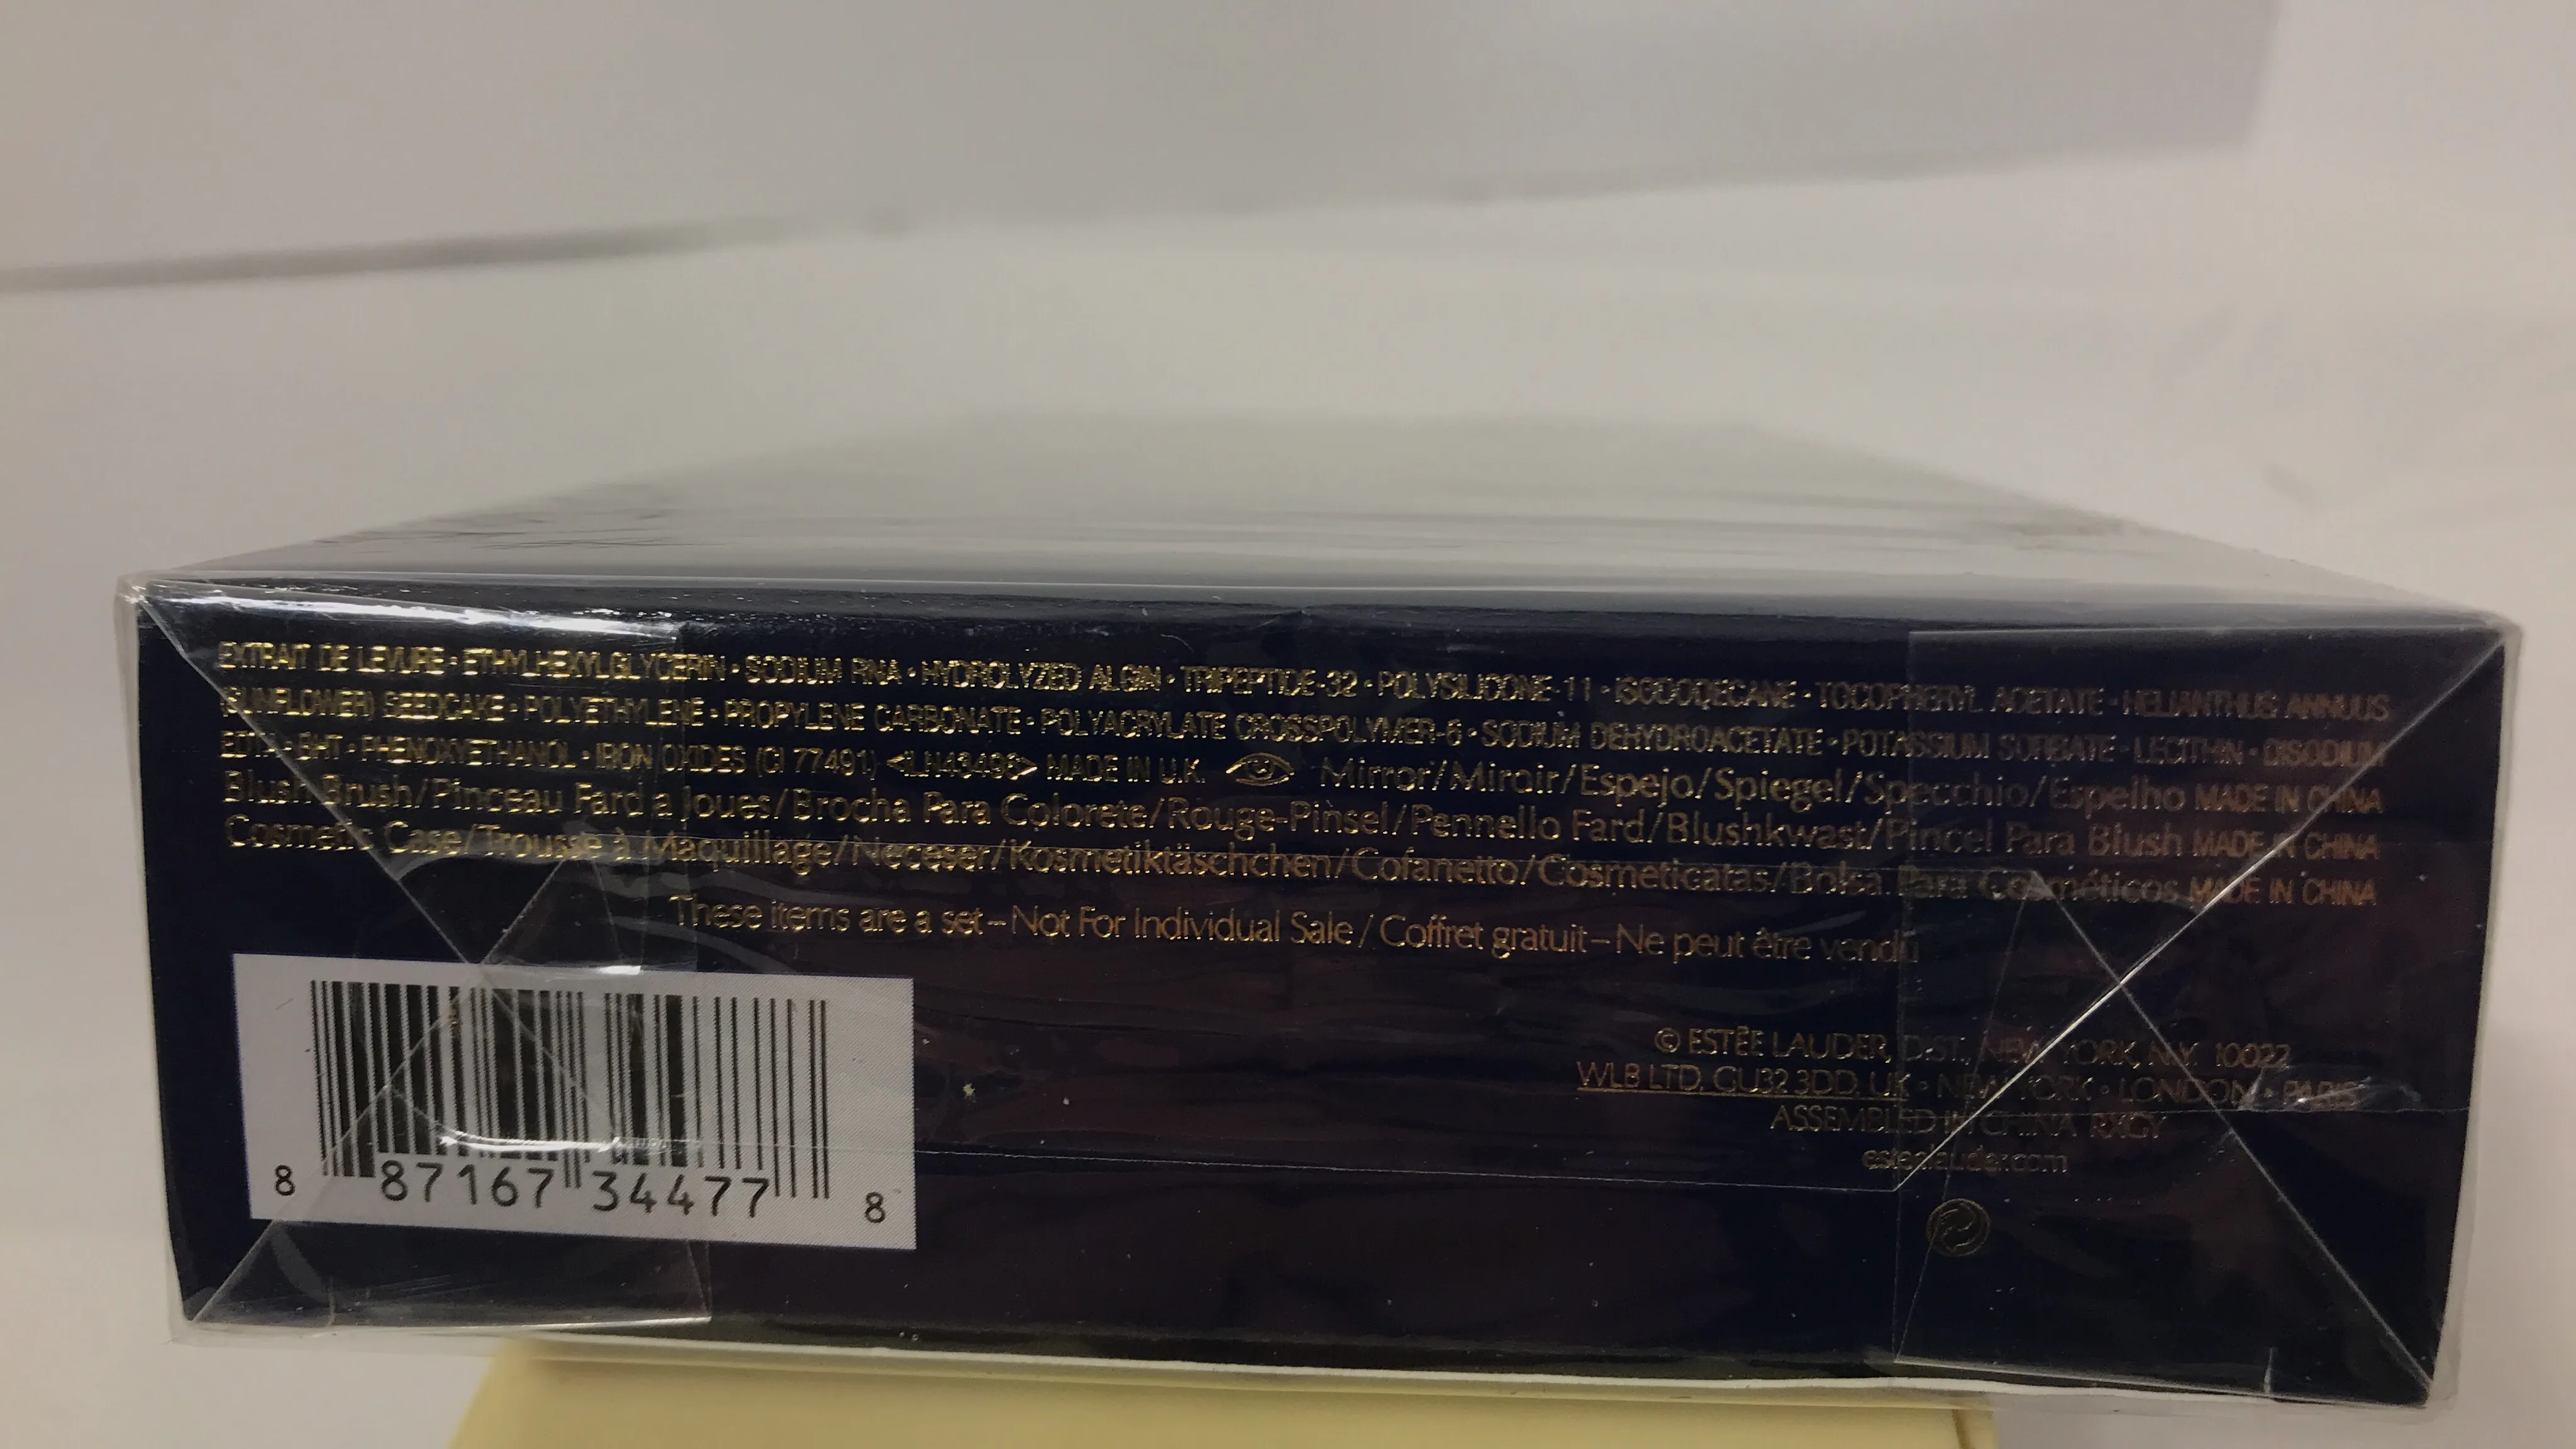 EXTRAIT DE LEVURE • ETHYLHEXYLGLYCERIN • SODIUM RNA • HYDROLYZED ALGIN • TRIPEPTIDE-32 • POLYSILICONE-11 • ISODODECANE • TOCOPHERYL ACETATE • HELIANTHUS ANNUUS
(SUNFLOWER) SEEDCAKE • POLYETHYLENE • PROPYLENE CARBONATE • POLYACRYLATE CROSSPOLYMER-6 • SODIUM DEHYDROACETATE • POTASSIUM SORBATE • LECITHIN • DISODIUM
EDTA • BHT • PHENOXYETHANOL • IRON OXIDES (CI 77491) MADE IN U.K. Mirror/Miroir/Espejo/Spiegel/Specchio/Espelho MADE IN CHINA
Blush Brush/Pinceau Fard à Joues/Brocha Para Colorete/Rouge-Pinsel/Pennello Fard/Blushkwast/Pincel Para Blush MADE IN CHINA
Cosmetic Case/Trousse à Maquillage/Neceser/Kosmetiktäschchen/Cofanetto/Cosmeticatas/Bolsa Para Cosméticos MADE IN CHINA
These items are a set – Not For Individual Sale / Coffret gratuit – Ne peut être vendu
© ESTĒE LAUDER, DIST., NEW YORK, N.Y. 10022
WLB LTD, GU32 3DD, UK • NEW YORK • LONDON • PARIS
ASSEMBLED IN CHINA RXGY
esteelauder.com
8 87167 34477 8